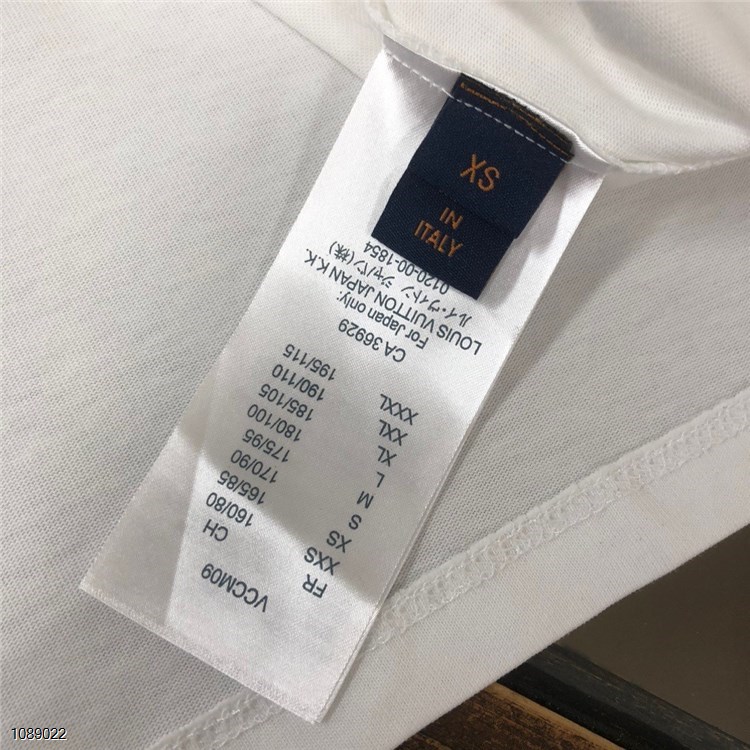 XS
IN
ITALY
VCCM09
FR CH
XXS 160/80
XS 165/85
S 170/90
M 175/95
L 180/100
XL 185/105
XXL 190/110
XXXL 195/115
CA 36929
For Japan only:
LOUIS VUITTON JAPAN K.K.
ルイ・ヴィトン ジャパン(株)
0120-00-1854
1089022